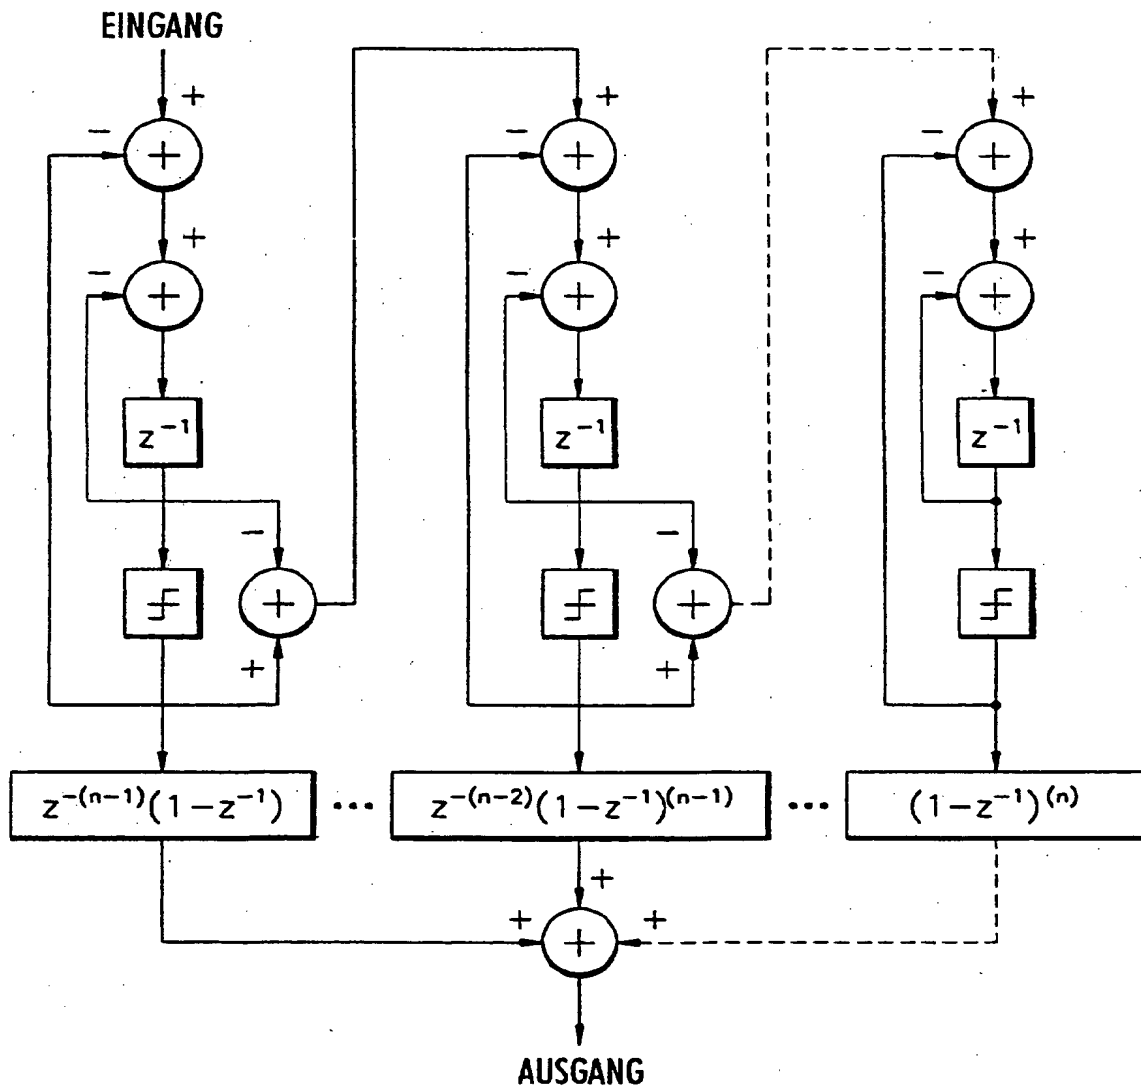 EINGANG
+ + +
− − −
+ + +
+ + +
− − −
+ + +
z⁻¹ z⁻¹ z⁻¹
− −
+ +
+ +
z⁻⁽ⁿ⁻¹⁾(1−z⁻¹) ••• z⁻⁽ⁿ⁻²⁾(1−z⁻¹)⁽ⁿ⁻¹⁾ ••• (1−z⁻¹)⁽ⁿ⁾
+
+ +
+
AUSGANG